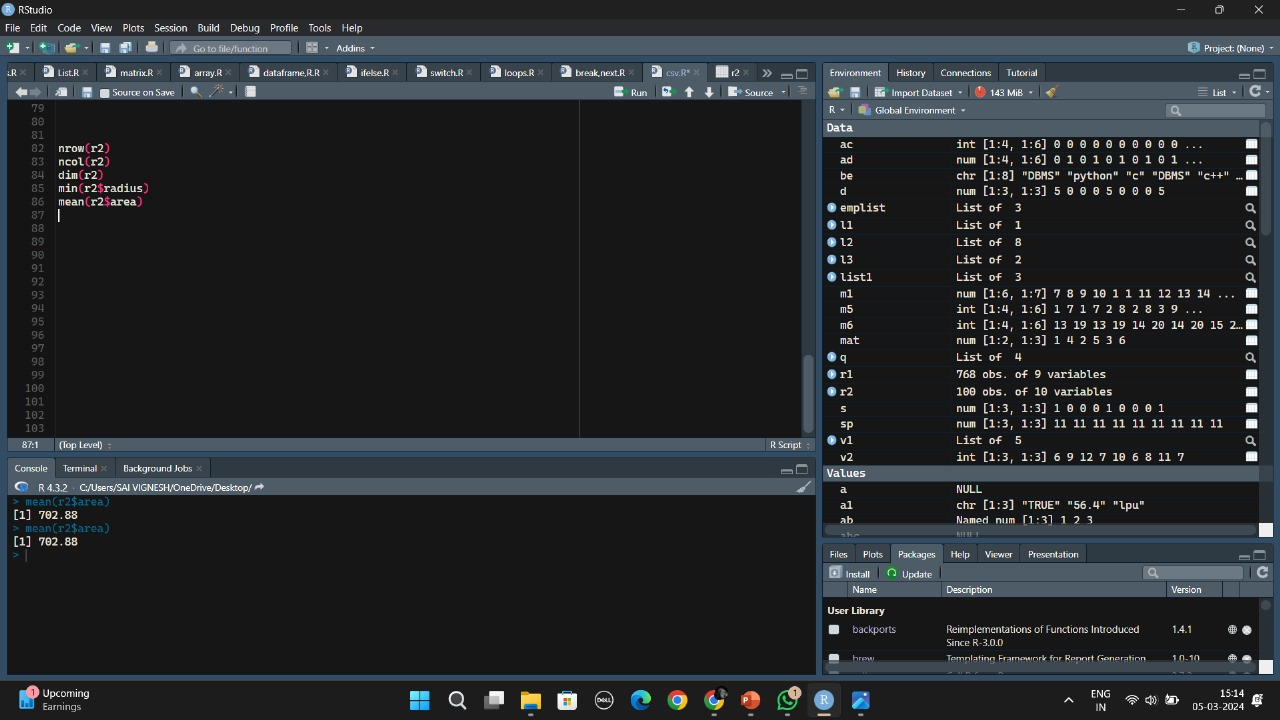 RStudio
File Edit Code View Plots Session Build Debug Profile Tools Help
Go to file/function Addins Project: (None)
s.R List.R matrix.R array.R dataframe,R.R ifelse.R switch.R loops.R break,next.R csv.R* r2
Source on Save Run Source
79
80
81
82 nrow(r2)
83 ncol(r2)
84 dim(r2)
85 min(r2$radius)
86 mean(r2$area)
87
88
89
90
91
92
93
94
95
96
97
98
99
100
101
102
103
87:1 (Top Level) R Script
Console Terminal Background Jobs
R 4.3.2 · C:/Users/SAI VIGNESH/OneDrive/Desktop/
> mean(r2$area)
[1] 702.88
> mean(r2$area)
[1] 702.88
>
Environment History Connections Tutorial
Import Dataset 143 MiB List
R Global Environment
Data
ac int [1:4, 1:6] 0 0 0 0 0 0 0 0 0 0 ...
ad num [1:4, 1:6] 0 1 0 1 0 1 0 1 0 1 ...
be chr [1:8] "DBMS" "python" "c" "DBMS" "c++" …
d num [1:3, 1:3] 5 0 0 0 5 0 0 0 5
emplist List of 3
l1 List of 1
l2 List of 8
l3 List of 2
list1 List of 3
m1 num [1:6, 1:7] 7 8 9 10 1 1 11 12 13 14 ...
m5 int [1:4, 1:6] 1 7 1 7 2 8 2 8 3 9 ...
m6 int [1:4, 1:6] 13 19 13 19 14 20 14 20 15 2…
mat num [1:2, 1:3] 1 4 2 5 3 6
q List of 4
r1 768 obs. of 9 variables
r2 100 obs. of 10 variables
s num [1:3, 1:3] 1 0 0 0 1 0 0 0 1
sp num [1:3, 1:3] 11 11 11 11 11 11 11 11 11
v1 List of 5
v2 int [1:3, 1:3] 6 9 12 7 10 6 8 11 7
Values
a NULL
a1 chr [1:3] "TRUE" "56.4" "lpu"
ab Named num [1:3] 1 2 3
abc NULL
Files Plots Packages Help Viewer Presentation
Install Update
Name Description Version
User Library
backports Reimplementations of Functions Introduced Since R-3.0.0 1.4.1
brew Templating Framework for Report Generation 1.0-10
1 Upcoming
Earnings
DELL
1
ENG
IN
15:14
05-03-2024